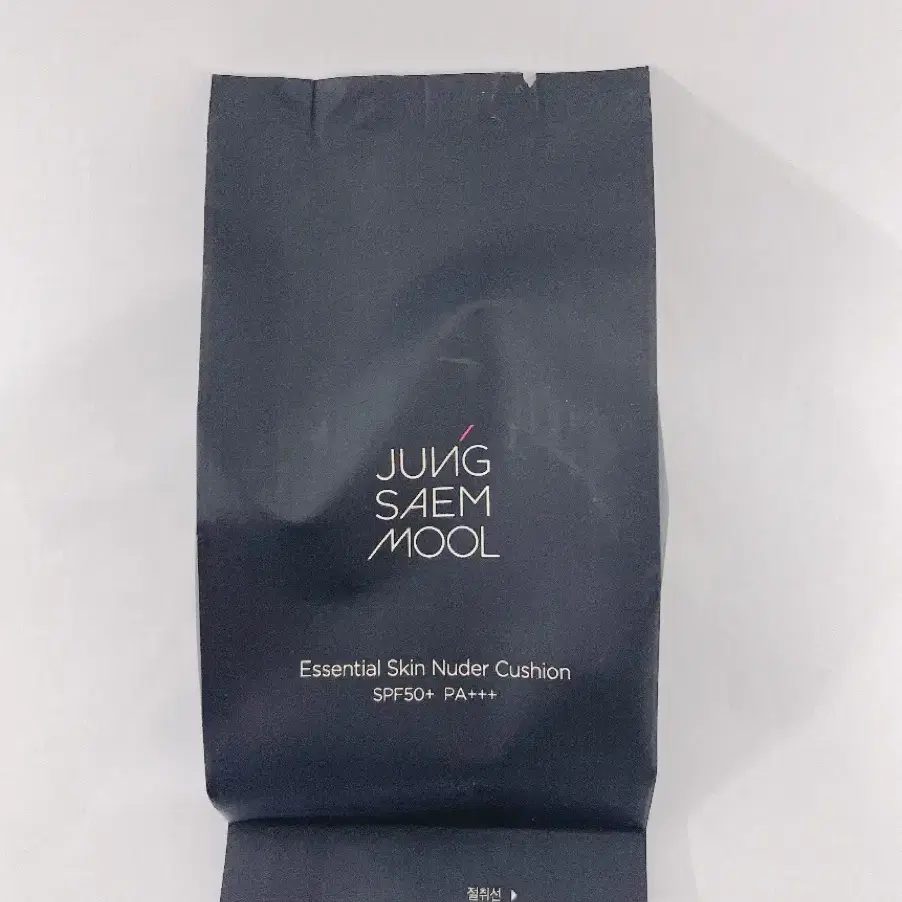 JUNG
SAEM
MOOL
Essential Skin Nuder Cushion
SPF50+ PA+++
절취선